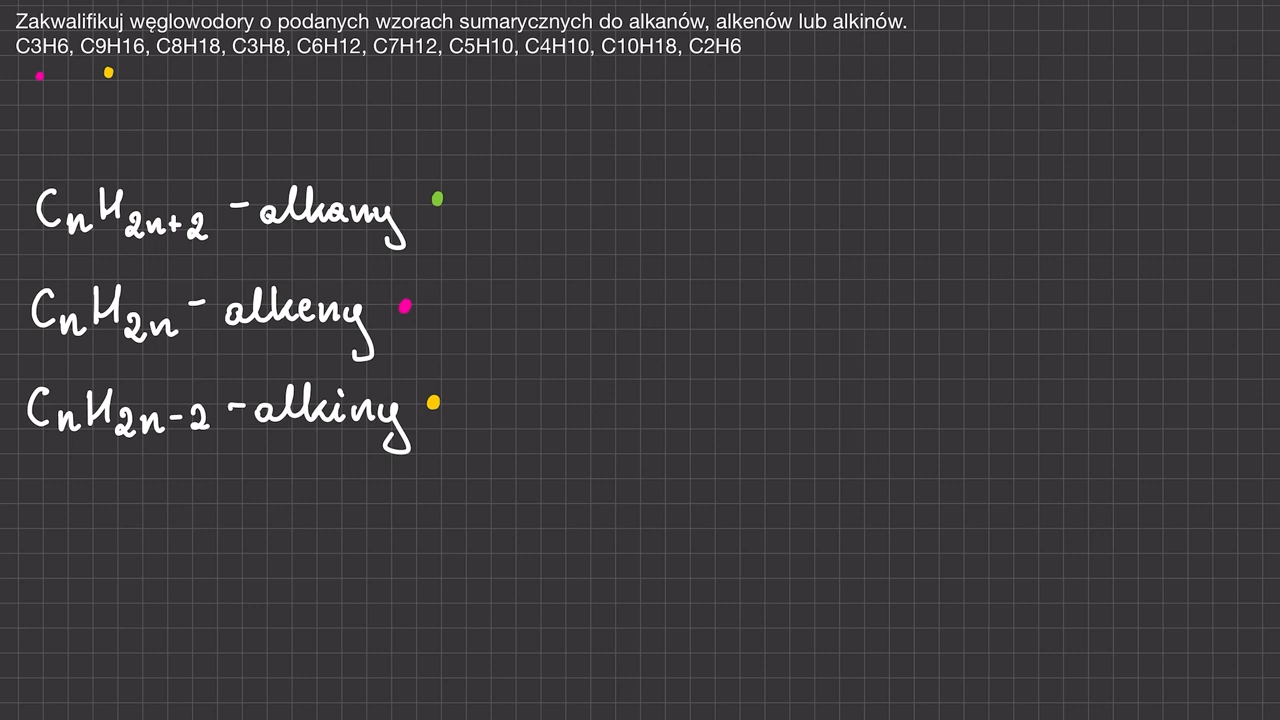 Zakwalifikuj węglowodory o podanych wzorach sumarycznych do alkanów, alkenów lub alkinów.
C3H6, C9H16, C8H18, C3H8, C6H12, C7H12, C5H10, C4H10, C10H18, C2H6
CnH2n+2 - alkany
CnH2n - alkeny
CnH2n-2 - alkiny